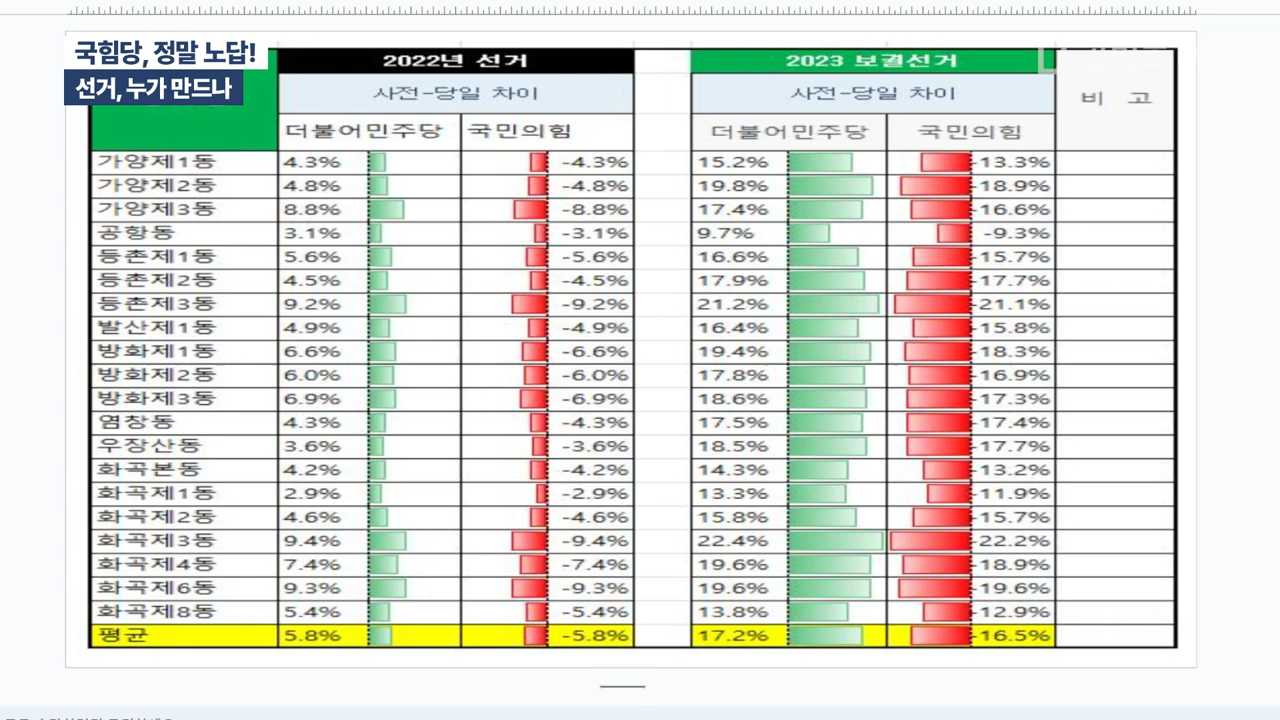 국힘당, 정말 노답!
선거, 누가 만드나
2022년 선거 2023 보결선거
사전-당일 차이 사전-당일 차이 비 고
더불어민주당 국민의힘 더불어민주당 국민의힘
가양제1동 4.3% -4.3% 15.2% -13.3%
가양제2동 4.8% -4.8% 19.8% -18.9%
가양제3동 8.8% -8.8% 17.4% -16.6%
공항동 3.1% -3.1% 9.7% -9.3%
등촌제1동 5.6% -5.6% 16.6% -15.7%
등촌제2동 4.5% -4.5% 17.9% -17.7%
등촌제3동 9.2% -9.2% 21.2% -21.1%
발산제1동 4.9% -4.9% 16.4% -15.8%
방화제1동 6.6% -6.6% 19.4% -18.3%
방화제2동 6.0% -6.0% 17.8% -16.9%
방화제3동 6.9% -6.9% 18.6% -17.3%
염창동 4.3% -4.3% 17.5% -17.4%
우장산동 3.6% -3.6% 18.5% -17.7%
화곡본동 4.2% -4.2% 14.3% -13.2%
화곡제1동 2.9% -2.9% 13.3% -11.9%
화곡제2동 4.6% -4.6% 15.8% -15.7%
화곡제3동 9.4% -9.4% 22.4% -22.2%
화곡제4동 7.4% -7.4% 19.6% -18.9%
화곡제6동 9.3% -9.3% 19.6% -19.6%
화곡제8동 5.4% -5.4% 13.8% -12.9%
평균 5.8% -5.8% 17.2% -16.5%